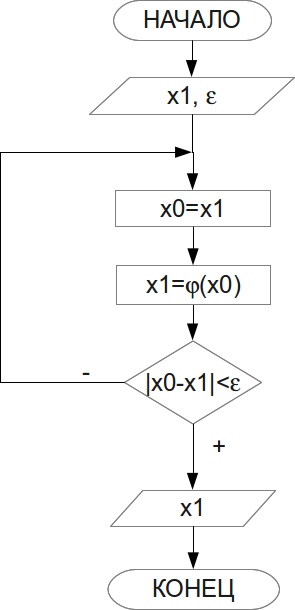 НАЧАЛО
x1, ε
x0=x1
x1=φ(x0)
|x0-x1|<ε
-
+
x1
КОНЕЦ